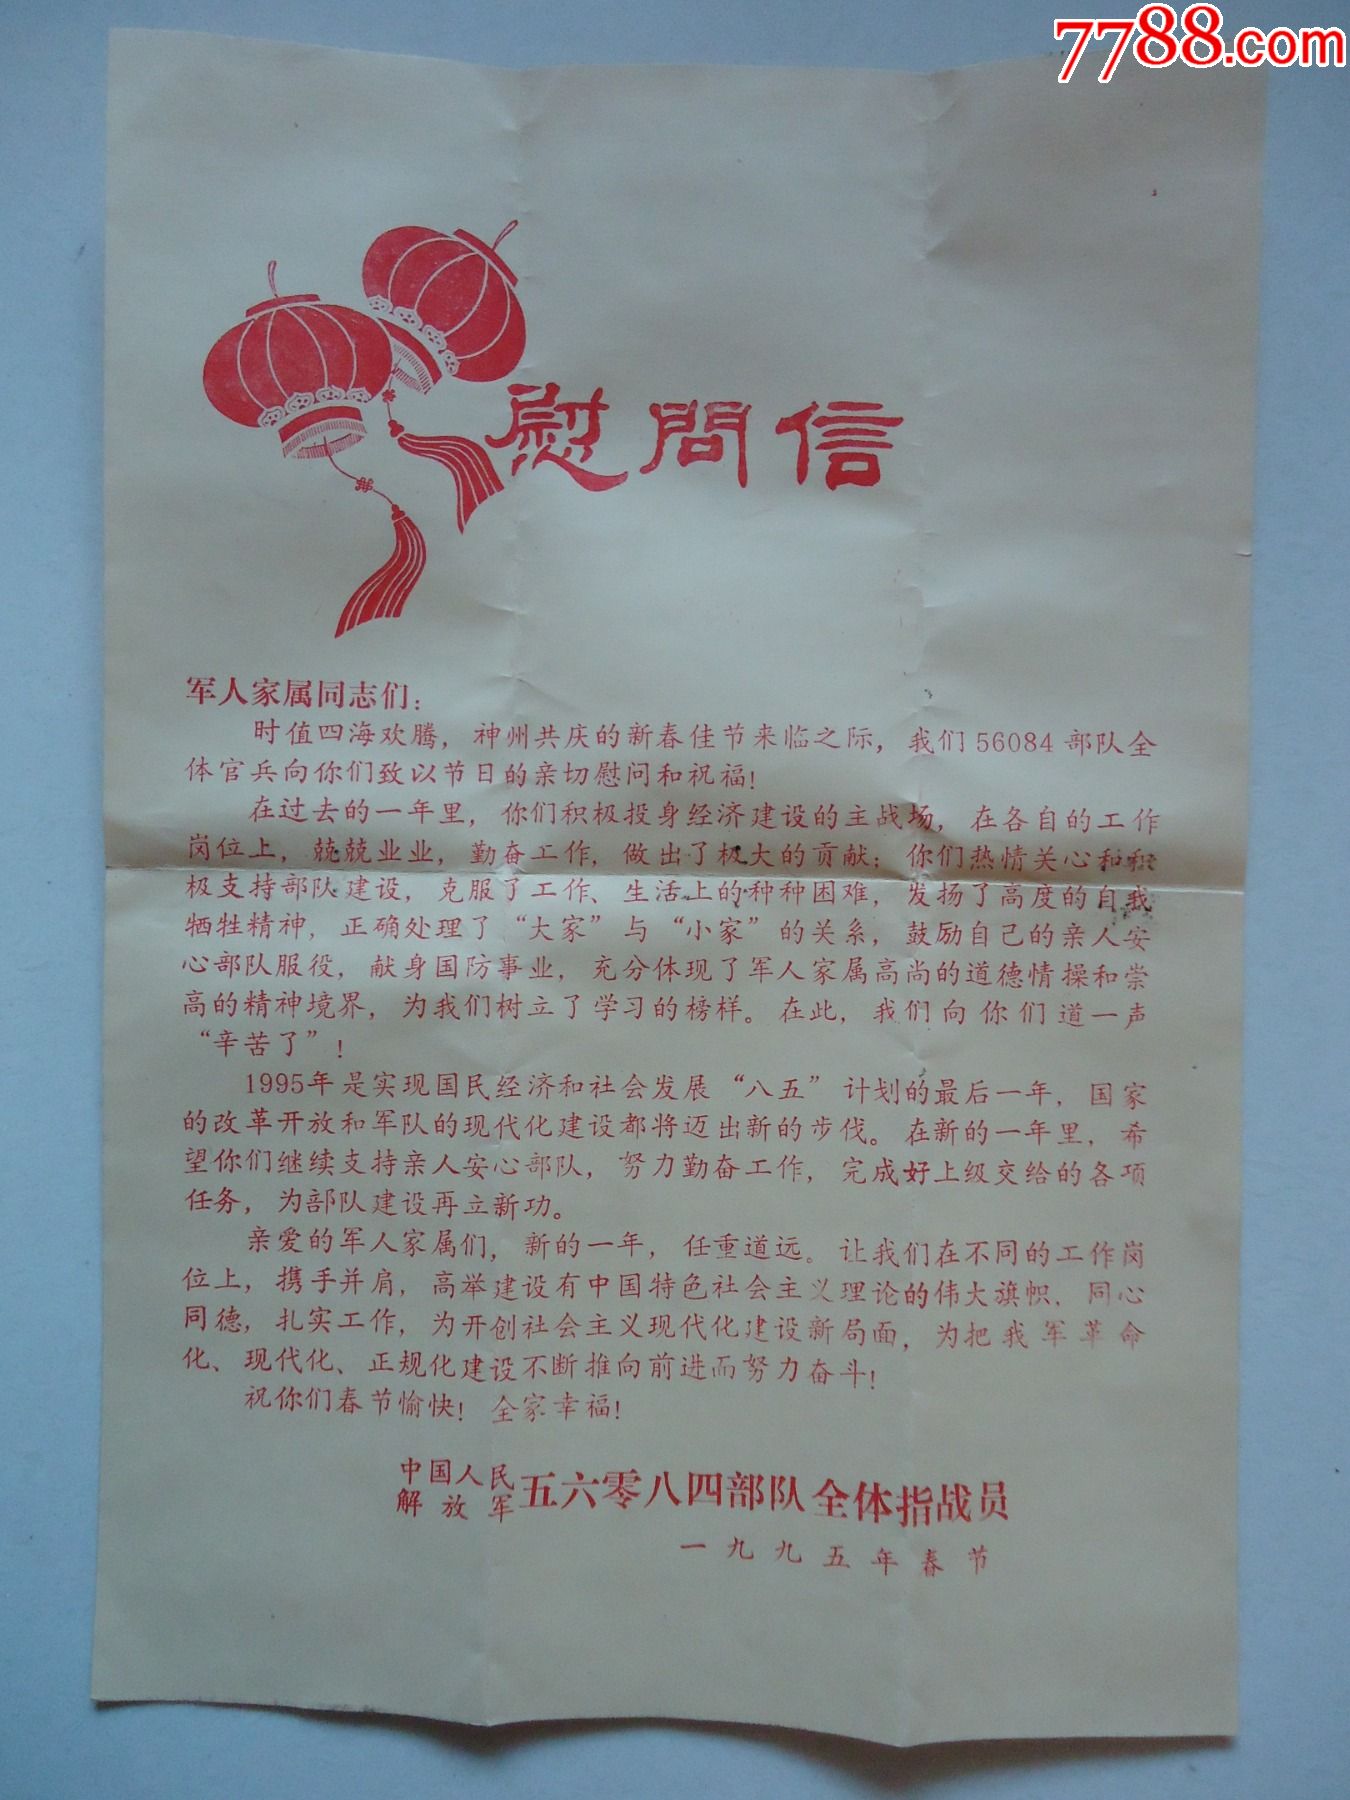 7788.com
慰問信
军人家属同志们：
时值四海欢腾，神州共庆的新春佳节来临之际，我们56084部队全
体官兵向你们致以节日的亲切慰问和祝福！
在过去的一年里，你们积极投身经济建设的主战场，在各自的工作
岗位上，兢兢业业，勤奋工作，做出了极大的贡献；你们热情关心和积
极支持部队建设，克服了工作、生活上的种种困难，发扬了高度的自我
牺牲精神，正确处理了“大家”与“小家”的关系，鼓励自己的亲人安
心部队服役，献身国防事业，充分体现了军人家属高尚的道德情操和崇
高的精神境界，为我们树立了学习的榜样。在此，我们向你们道一声
“辛苦了”！
1995年是实现国民经济和社会发展“八五”计划的最后一年，国家
的改革开放和军队的现代化建设都将迈出新的步伐。在新的一年里，希
望你们继续支持亲人安心部队，努力勤奋工作，完成好上级交给的各项
任务，为部队建设再立新功。
亲爱的军人家属们，新的一年，任重道远。让我们在不同的工作岗
位上，携手并肩，高举建设有中国特色社会主义理论的伟大旗帜，同心
同德，扎实工作，为开创社会主义现代化建设新局面，为把我军革命
化、现代化、正规化建设不断推向前进而努力奋斗！
祝你们春节愉快！全家幸福！
中国人民解放军五六零八四部队全体指战员
一九九五年春节